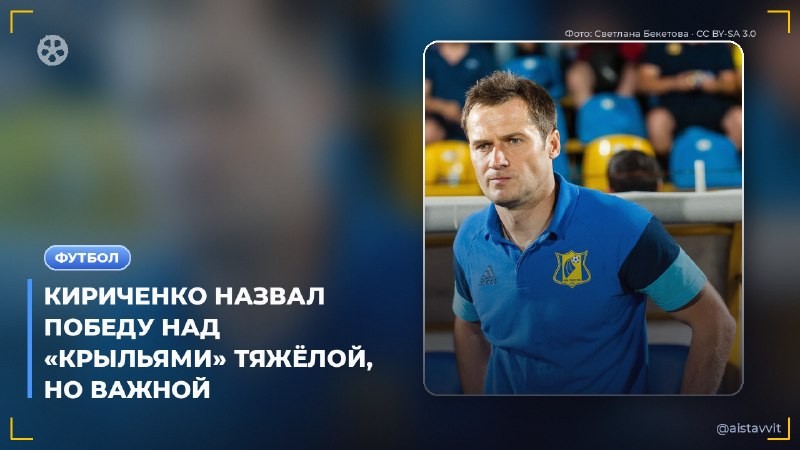 Фото: Светлана Бекетова · CC BY-SA 3.0
ФУТБОЛ
КИРИЧЕНКО НАЗВАЛ
ПОБЕДУ НАД
«КРЫЛЬЯМИ» ТЯЖЁЛОЙ,
НО ВАЖНОЙ
@aistavvit